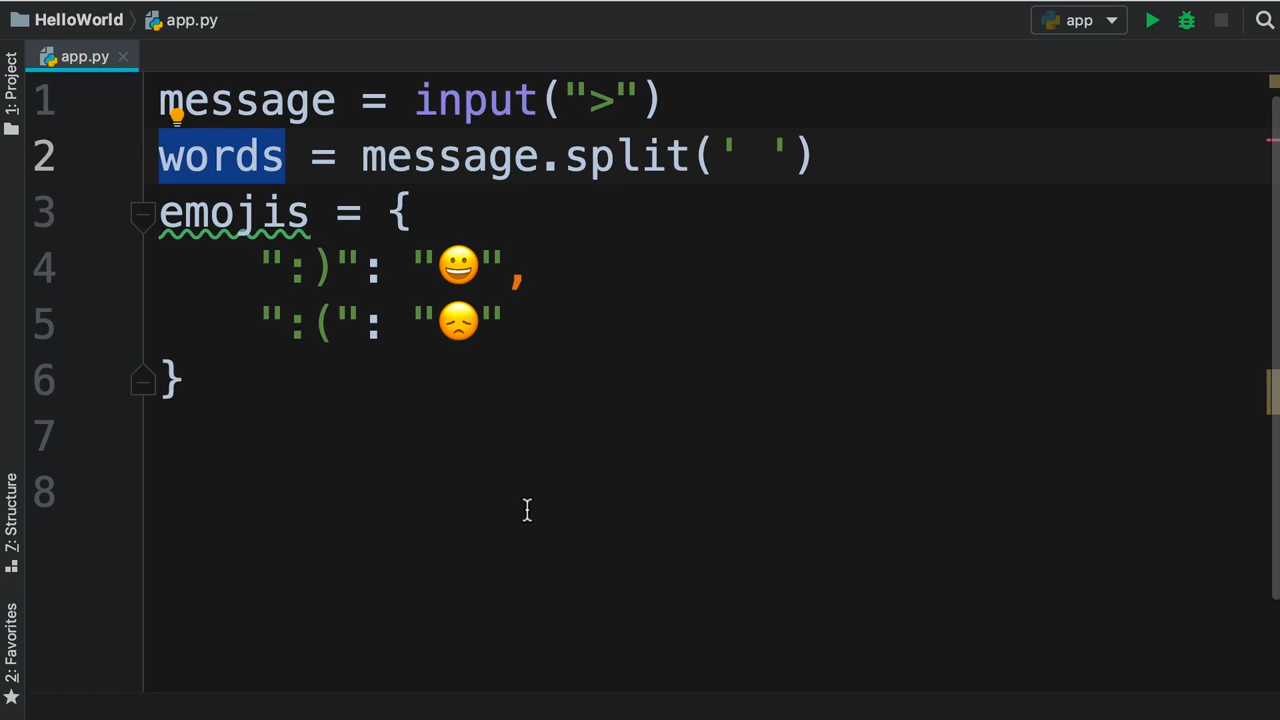 HelloWorld app.py app
app.py
1: Project
1 message = input(">")
2 words = message.split(' ')
3 emojis = {
4 ":)": "😀",
5 ":(": "😞"
6 }
7
8
7: Structure
2: Favorites